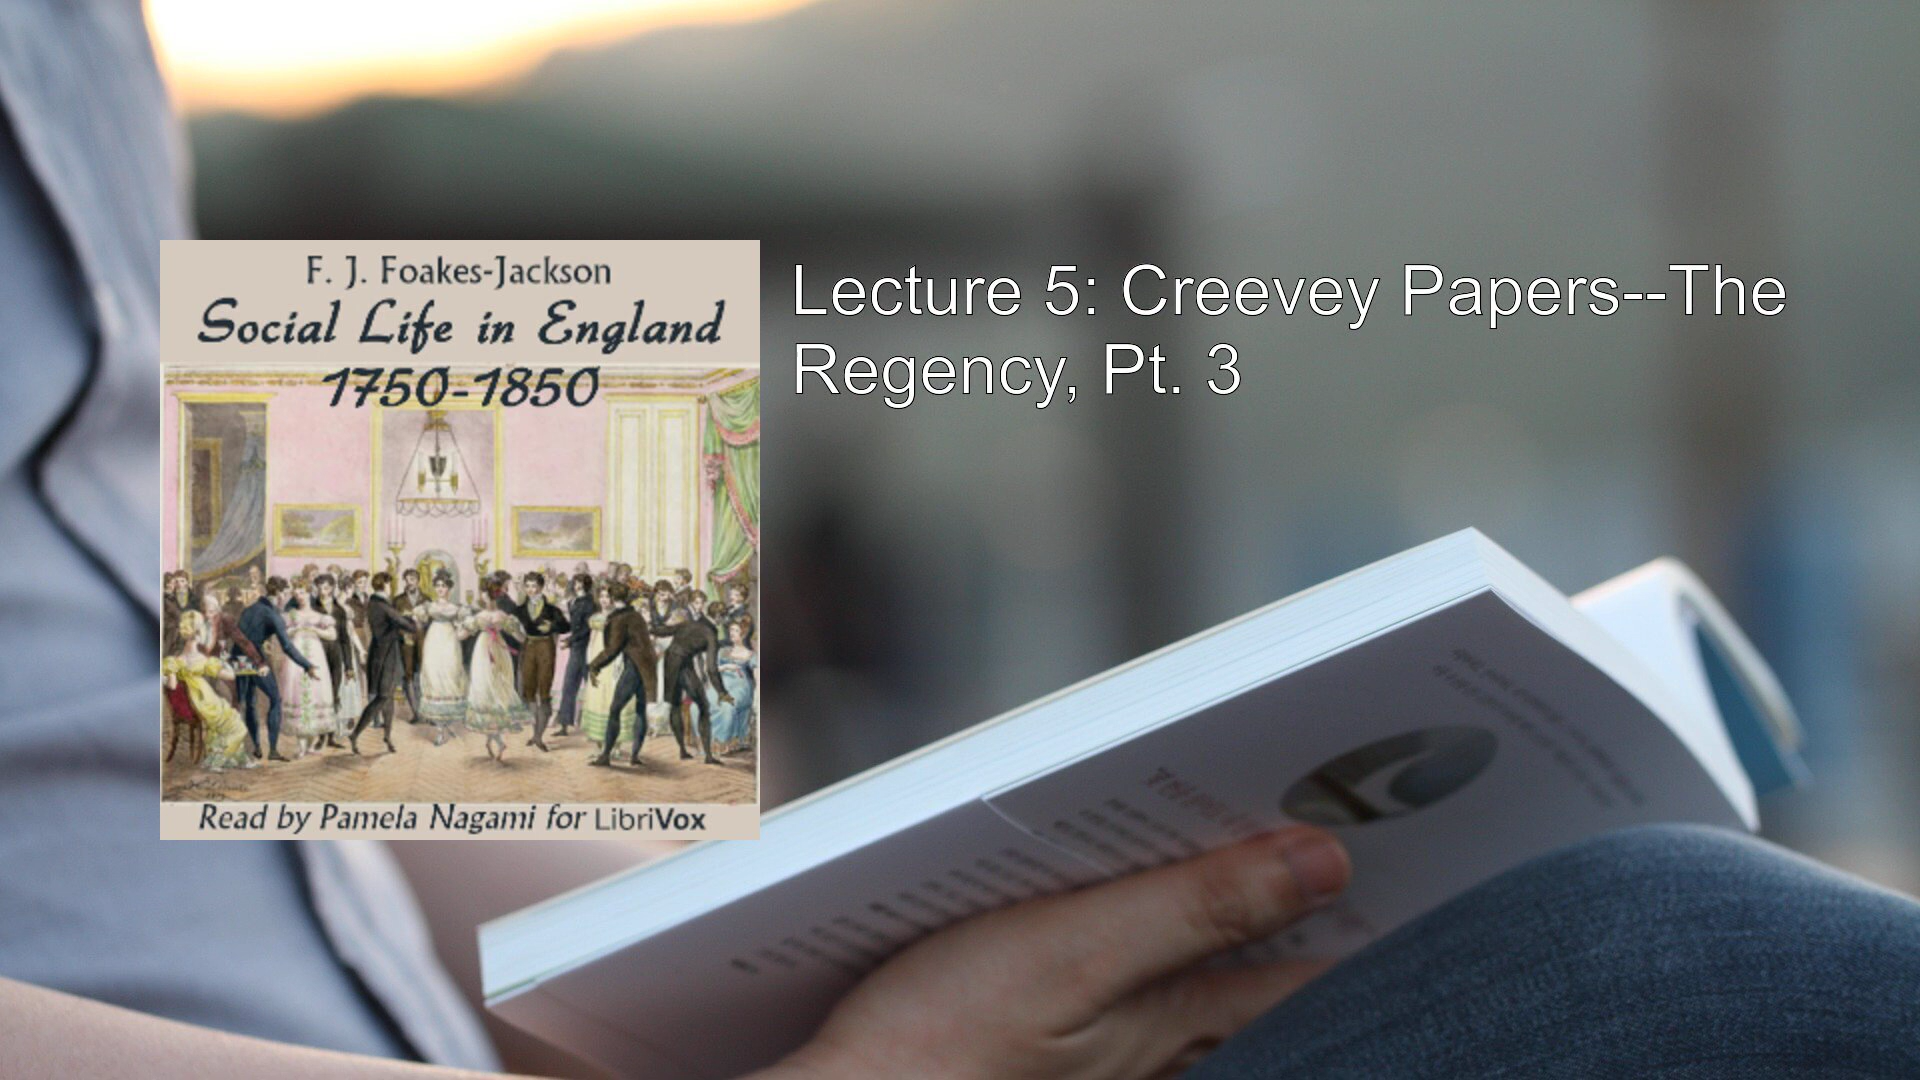 F. J. Foakes-Jackson
Social Life in England
1750-1850
Read by Pamela Nagami for LibriVox
Lecture 5: Creevey Papers--The
Regency, Pt. 3